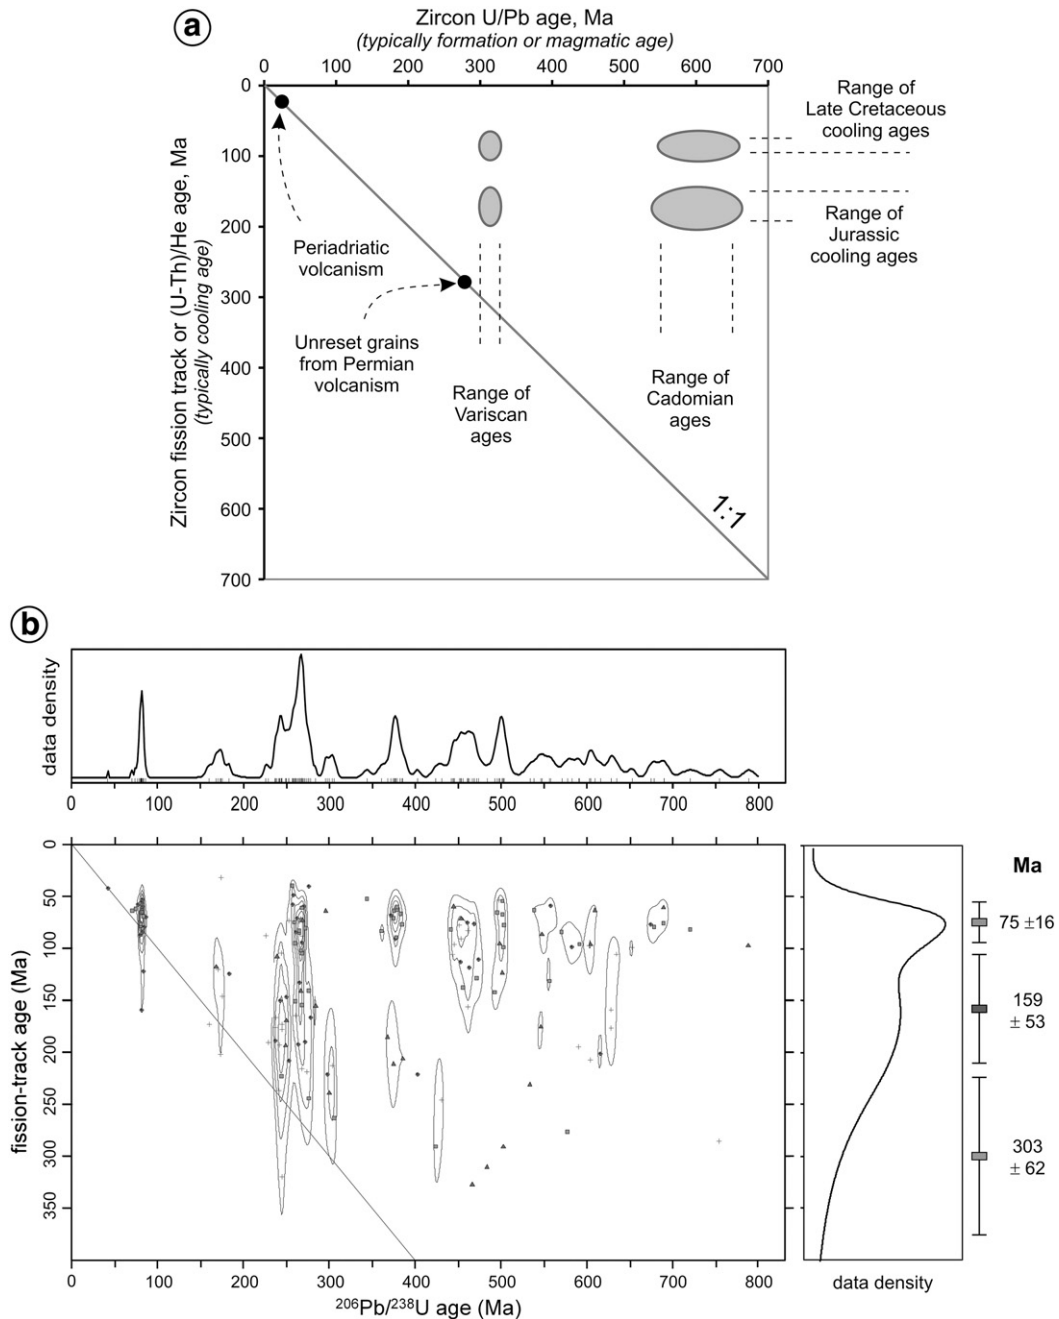 a
Zircon U/Pb age, Ma
(typically formation or magmatic age)
0 100 200 300 400 500 600 700
Zircon fission track or (U-Th)/He age, Ma
(typically cooling age)
0
100
200
300
400
500
600
700
Range of
Late Cretaceous
cooling ages
Range of
Jurassic
cooling ages
Periadriatic
volcanism
Unreset grains
from Permian
volcanism
Range of
Variscan
ages
Range of
Cadomian
ages
1:1
b
data density
0 100 200 300 400 500 600 700 800
fission-track age (Ma)
0
50
100
150
200
250
300
350
0 100 200 300 400 500 600 700 800
²⁰⁶Pb/²³⁸U age (Ma)
Ma
75 ±16
159
± 53
303
± 62
data density